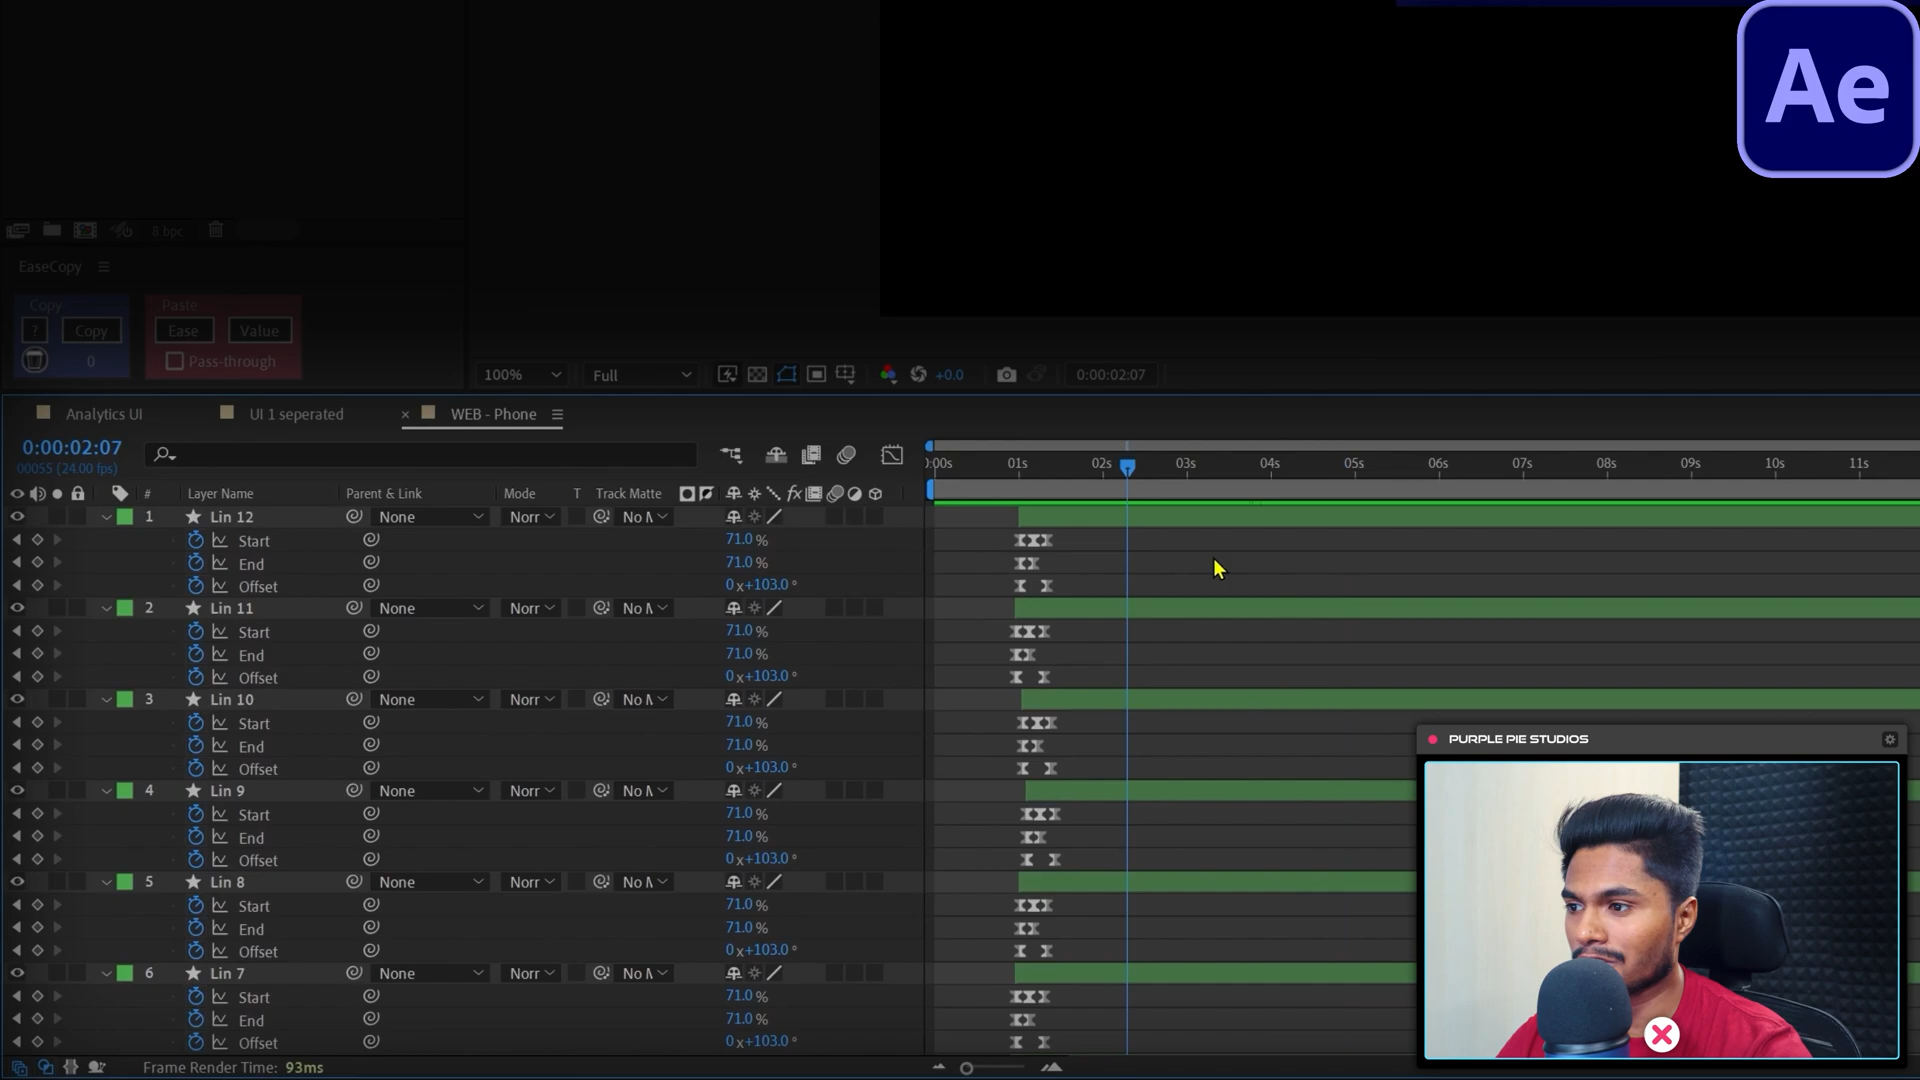 Ae
8 bpc
EaseCopy
Copy
Paste
? Copy Ease Value
0 Pass-through
100% Full +0.0 0:00:02:07
Analytics UI UI 1 seperated × WEB - Phone
0:00:02:07
00055 (24.00 fps)
:00s 01s 02s 03s 04s 05s 06s 07s 08s 09s 10s 11s
# Layer Name Parent & Link Mode T Track Matte fx
1 Lin 12 None Norr No M
Start 71.0 %
End 71.0 %
Offset 0 x+103.0 °
2 Lin 11 None Norr No M
Start 71.0 %
End 71.0 %
Offset 0 x+103.0 °
3 Lin 10 None Norr No M
Start 71.0 %
End 71.0 %
Offset 0 x+103.0 °
PURPLE PIE STUDIOS
4 Lin 9 None Norr No M
Start 71.0 %
End 71.0 %
Offset 0 x+103.0 °
5 Lin 8 None Norr No M
Start 71.0 %
End 71.0 %
Offset 0 x+103.0 °
6 Lin 7 None Norr No M
Start 71.0 %
End 71.0 %
Offset 0 x+103.0 °
Frame Render Time: 93ms